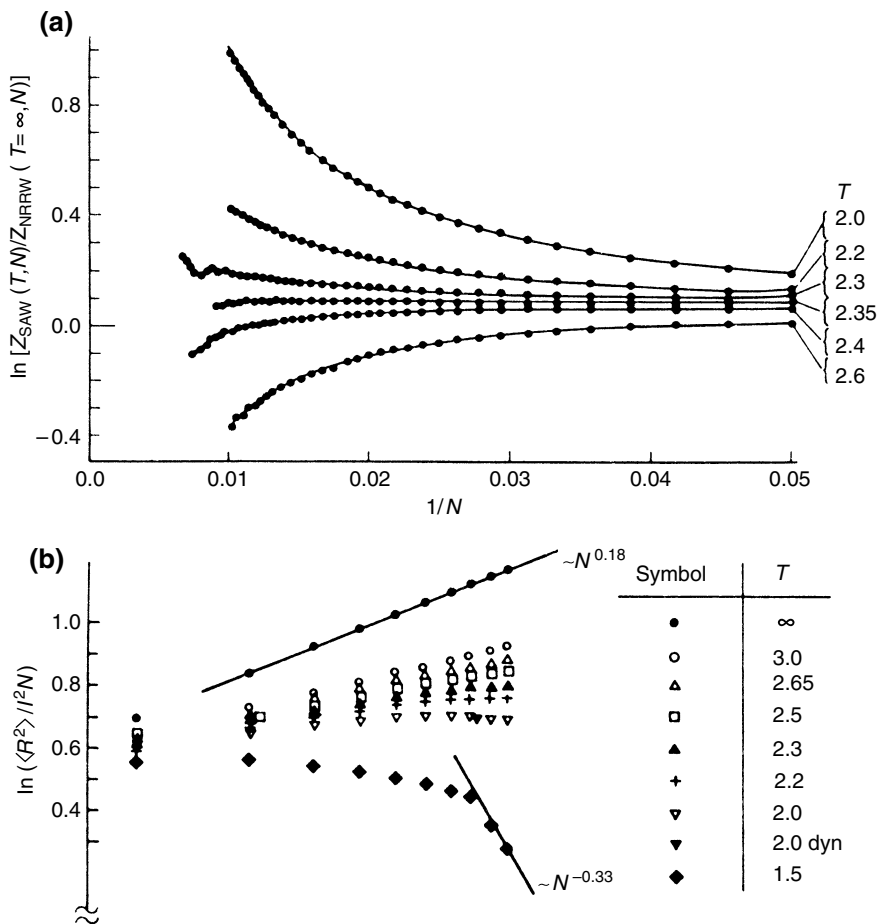 (a)
ln [Z_SAW (T,N)/Z_NRRW ( T= ∞,N)]
0.8
0.4
0.0
−0.4
T
2.0
2.2
2.3
2.35
2.4
2.6
0.0 0.01 0.02 0.03 0.04 0.05
1/N
(b)
ln (⟨R²⟩/l²N)
1.0
0.8
0.6
0.4
~N^0.18
~N^−0.33
Symbol T
∞
3.0
2.65
2.5
2.3
2.2
2.0
2.0 dyn
1.5